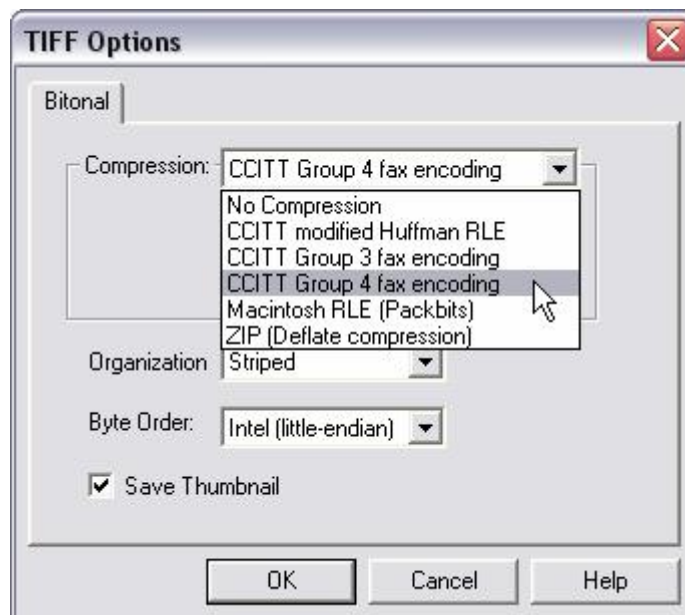 TIFF Options
Bitonal
Compression: CCITT Group 4 fax encoding
No Compression
CCITT modified Huffman RLE
CCITT Group 3 fax encoding
CCITT Group 4 fax encoding
Macintosh RLE (Packbits)
ZIP (Deflate compression)
Organization Striped
Byte Order: Intel (little-endian)
Save Thumbnail
OK Cancel Help